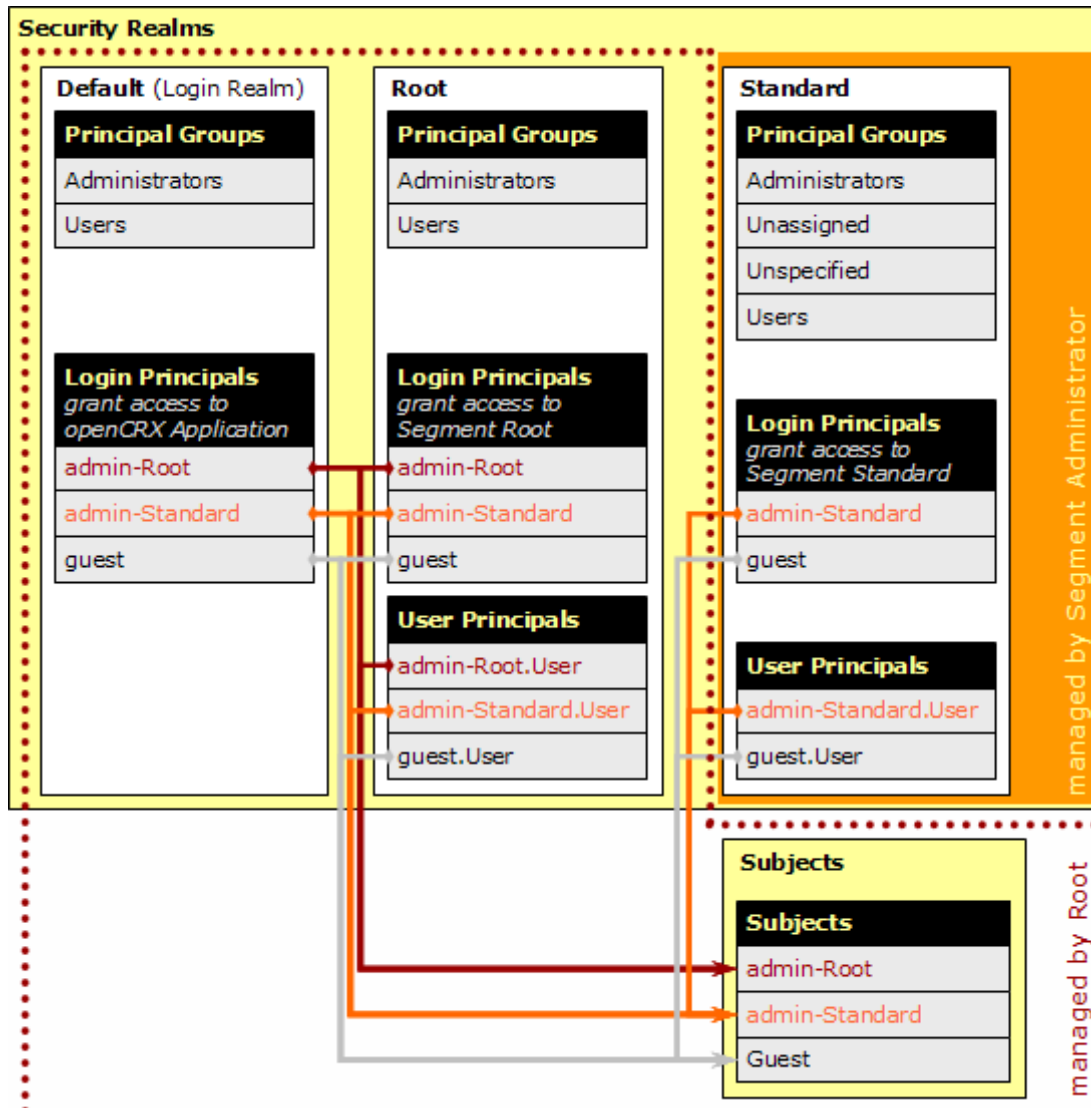 Security Realms
Default (Login Realm)
Principal Groups
Administrators
Users
Login Principals
grant access to
openCRX Application
admin-Root
admin-Standard
guest
Root
Principal Groups
Administrators
Users
Login Principals
grant access to
Segment Root
admin-Root
admin-Standard
guest
User Principals
admin-Root.User
admin-Standard.User
guest.User
Standard
Principal Groups
Administrators
Unassigned
Unspecified
Users
Login Principals
grant access to
Segment Standard
admin-Standard
guest
User Principals
admin-Standard.User
guest.User
managed by Segment Administrator
Subjects
Subjects
admin-Root
admin-Standard
Guest
managed by Root